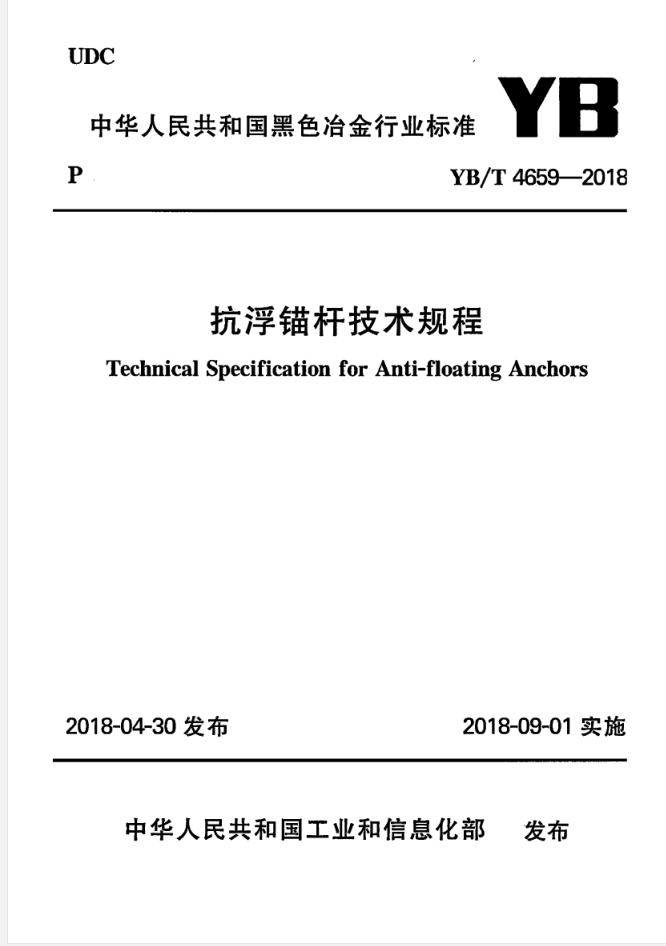 UDC
YB
中华人民共和国黑色冶金行业标准
P
YB/T 4659—2018
抗浮锚杆技术规程
Technical Specification for Anti-floating Anchors
2018-04-30 发布
2018-09-01 实施
中华人民共和国工业和信息化部 发布